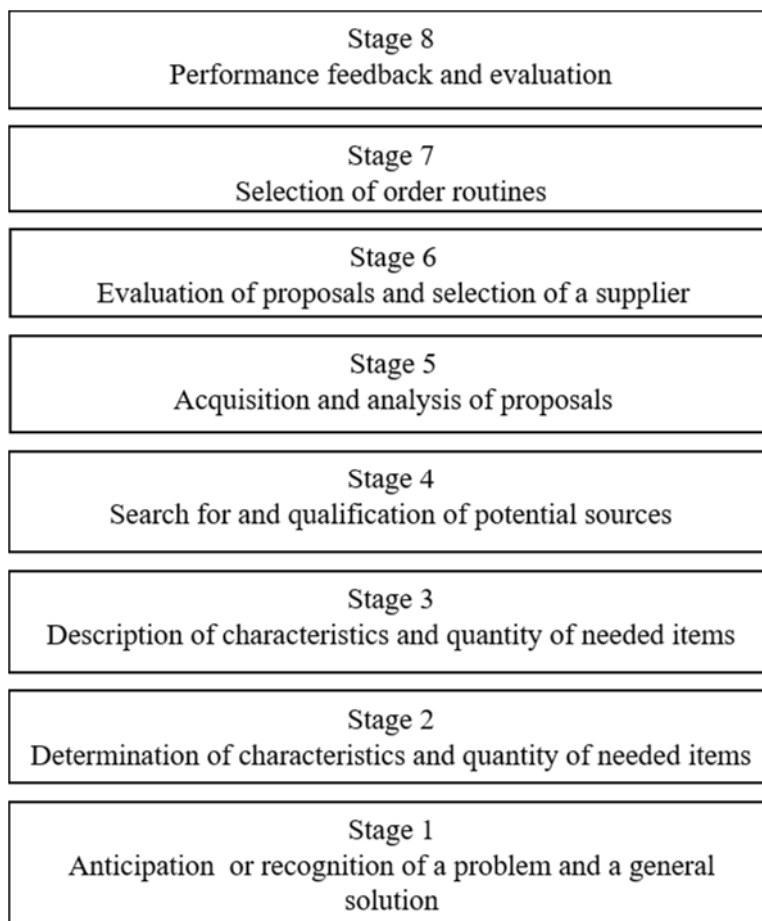 Stage 8
Performance feedback and evaluation
Stage 7
Selection of order routines
Stage 6
Evaluation of proposals and selection of a supplier
Stage 5
Acquisition and analysis of proposals
Stage 4
Search for and qualification of potential sources
Stage 3
Description of characteristics and quantity of needed items
Stage 2
Determination of characteristics and quantity of needed items
Stage 1
Anticipation or recognition of a problem and a general
solution